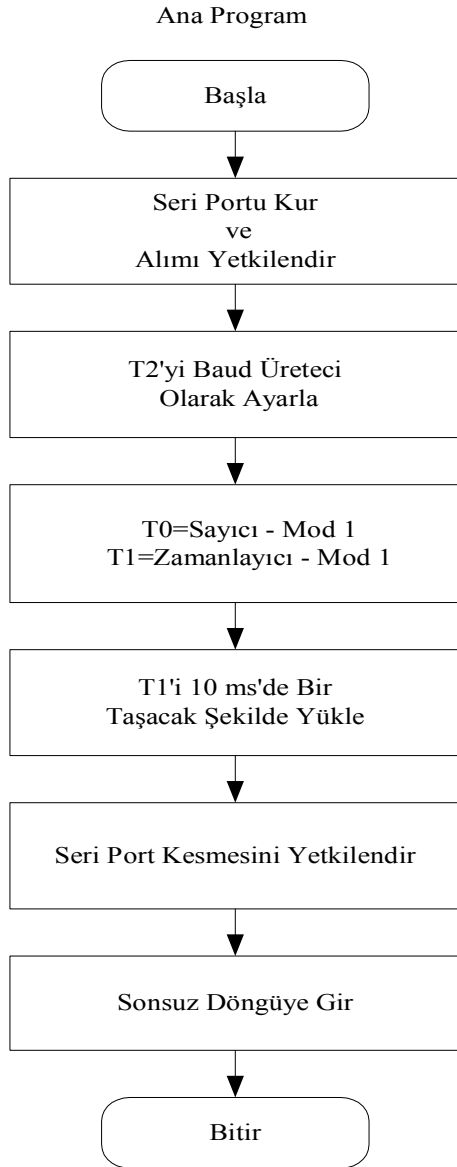 Ana Program
Başla
Seri Portu Kur
ve
Alımı Yetkilendir
T2'yi Baud Üreteci
Olarak Ayarla
T0=Sayıcı - Mod 1
T1=Zamanlayıcı - Mod 1
T1'i 10 ms'de Bir
Taşacak Şekilde Yükle
Seri Port Kesmesini Yetkilendir
Sonsuz Döngüye Gir
Bitir